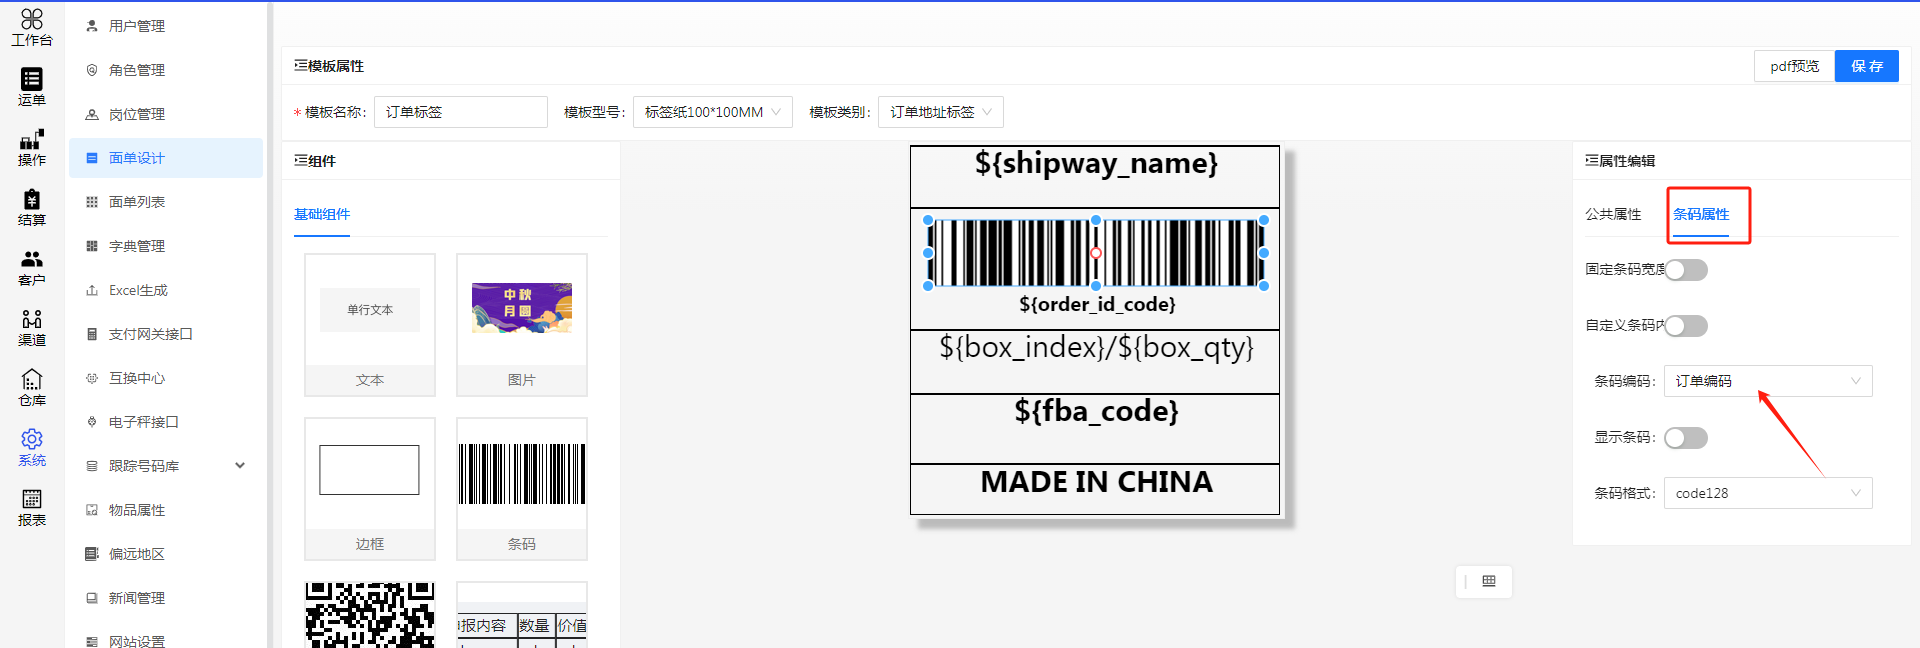 工作台
运单
操作
结算
客户
渠道
仓库
系统
报表
用户管理
角色管理
岗位管理
面单设计
面单列表
字典管理
Excel生成
支付网关接口
互换中心
电子秤接口
跟踪号码库
物品属性
偏远地区
新闻管理
网站设置
模板属性
pdf预览
保 存
* 模板名称: 订单标签
模板型号: 标签纸100*100MM
模板类别: 订单地址标签
组件
基础组件
单行文本
文本
中秋
月圆
图片
边框
条码
报内容 数量 价值
${shipway_name}
${order_id_code}
${box_index}/${box_qty}
${fba_code}
MADE IN CHINA
属性编辑
公共属性
条码属性
固定条码宽度
自定义条码内
条码编码: 订单编码
显示条码:
条码格式: code128